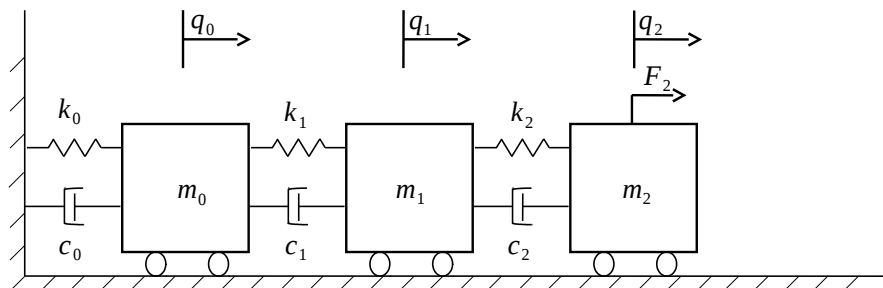 q₀ q₁ q₂
F₂
k₀ k₁ k₂
m₀ m₁ m₂
c₀ c₁ c₂